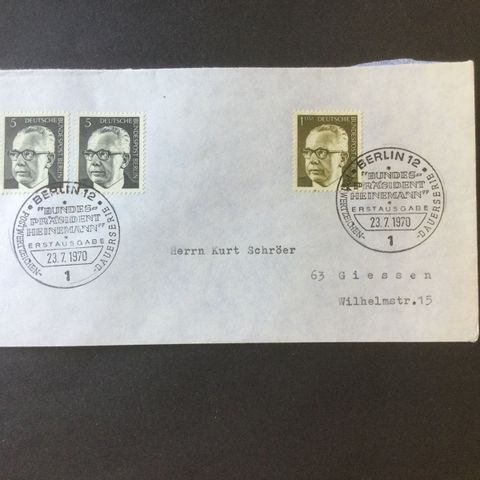 5 DEUTSCHE BUNDESPOST BERLIN
5 DEUTSCHE BUNDESPOST BERLIN
1DM DEUTSCHE BUNDESPOST BERLIN
• BERLIN 12 •
"BUNDES-
PRÄSIDENT
HEINEMANN"
ERSTAUSGABE
23.7.1970
POSTWERTZEICHEN-
-DAUERSERIE
1
• BERLIN 12 •
"BUNDES-
PRÄSIDENT
HEINEMANN"
ERSTAUSGABE
23.7.1970
POSTWERTZEICHEN-
-DAUERSERIE
1
Herrn Kurt Schröer
63 Giessen
Wilhelmstr.15